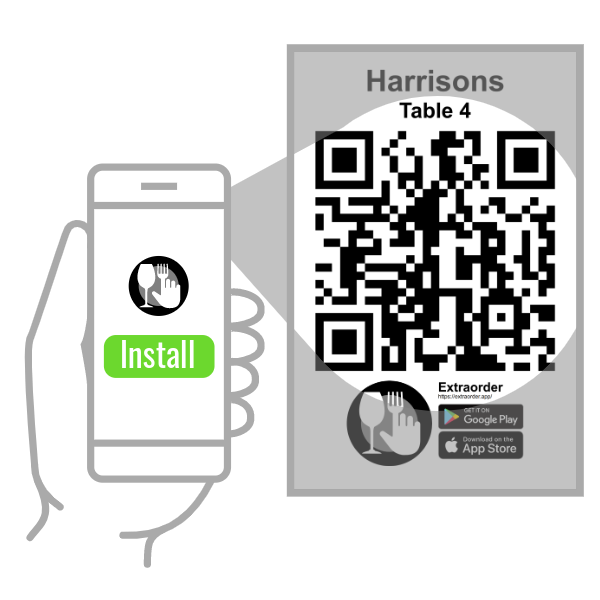 Harrisons
Table 4
Install
Extraorder
https://extraorder.app/
GET IT ON
Google Play
Download on the
App Store